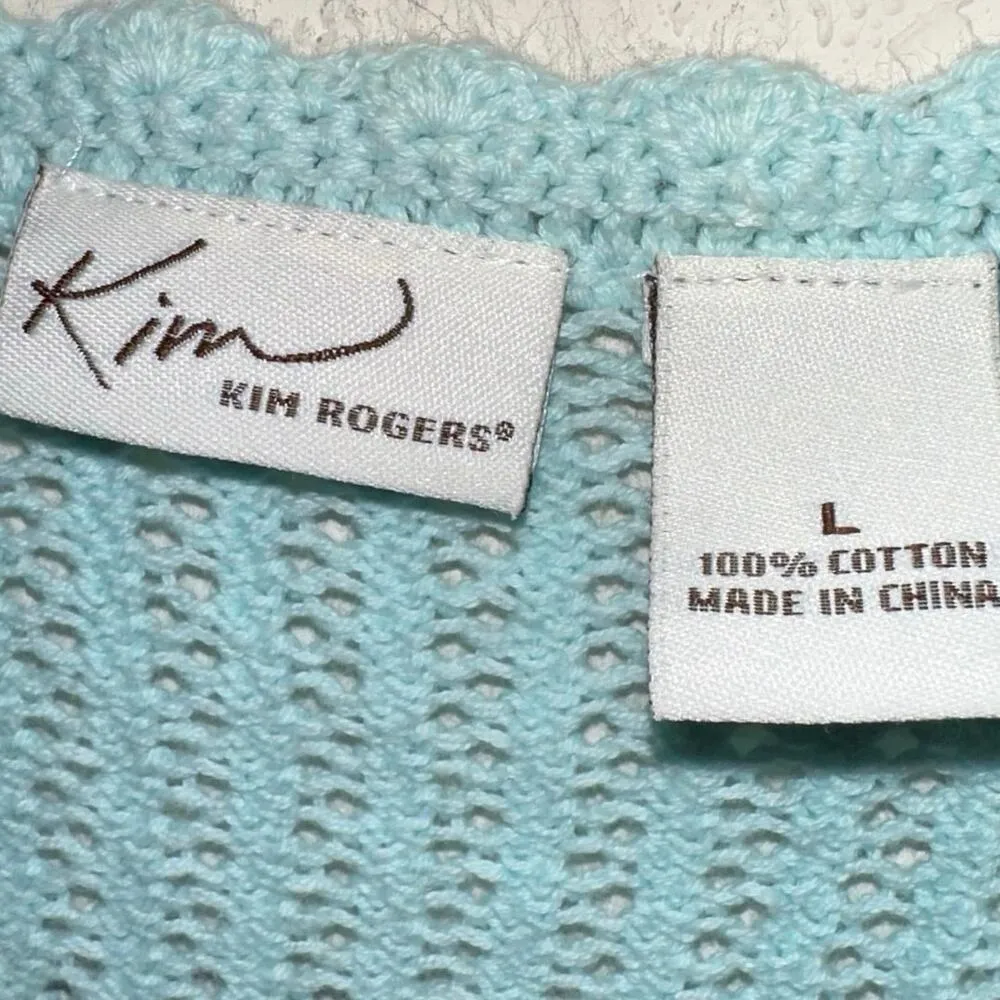 Kim
KIM ROGERS®
L
100% COTTON
MADE IN CHINA